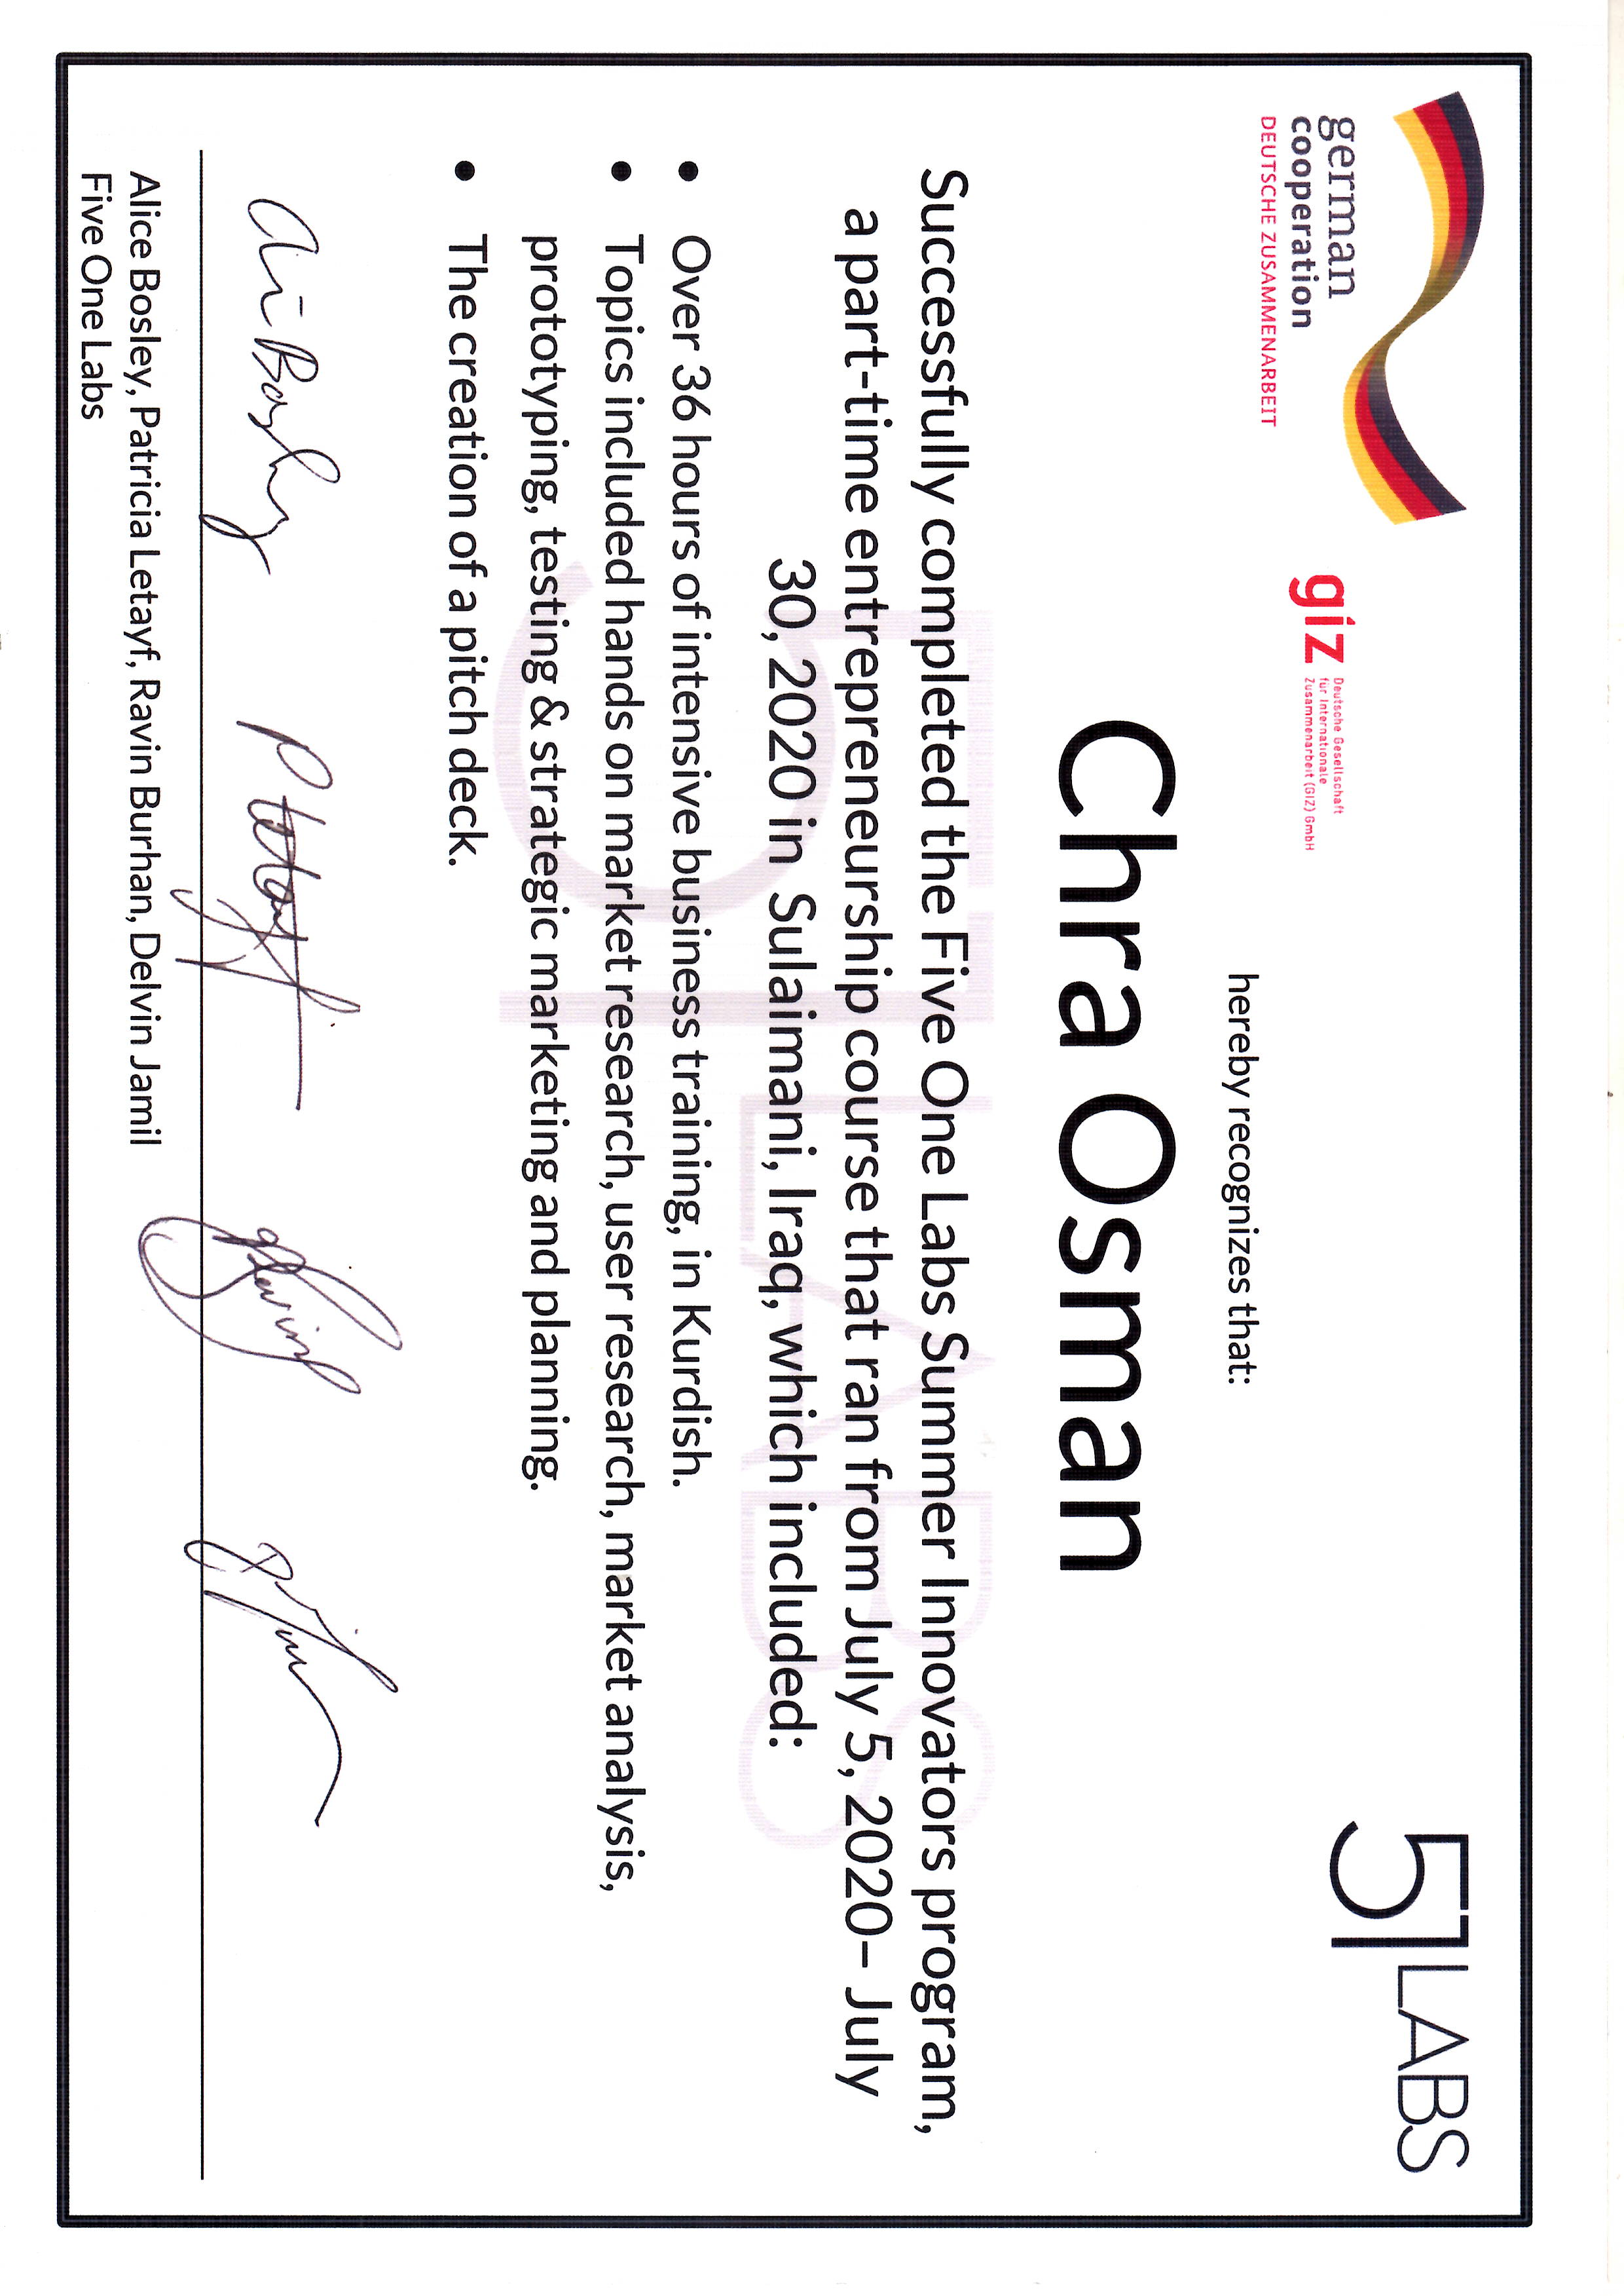 german
cooperation
DEUTSCHE ZUSAMMENARBEIT
giz Deutsche Gesellschaft
für Internationale
Zusammenarbeit (GIZ) GmbH
51 LABS
hereby recognizes that:
Chra Osman
51 LABS
Successfully completed the Five One Labs Summer Innovators program,
a part-time entrepreneurship course that ran from July 5, 2020– July
30, 2020 in Sulaimani, Iraq, which included:
• Over 36 hours of intensive business training, in Kurdish.
• Topics included hands on market research, user research, market analysis,
prototyping, testing & strategic marketing and planning.
• The creation of a pitch deck.
Alice Bosley, Patricia Letayf, Ravin Burhan, Delvin Jamil
Five One Labs